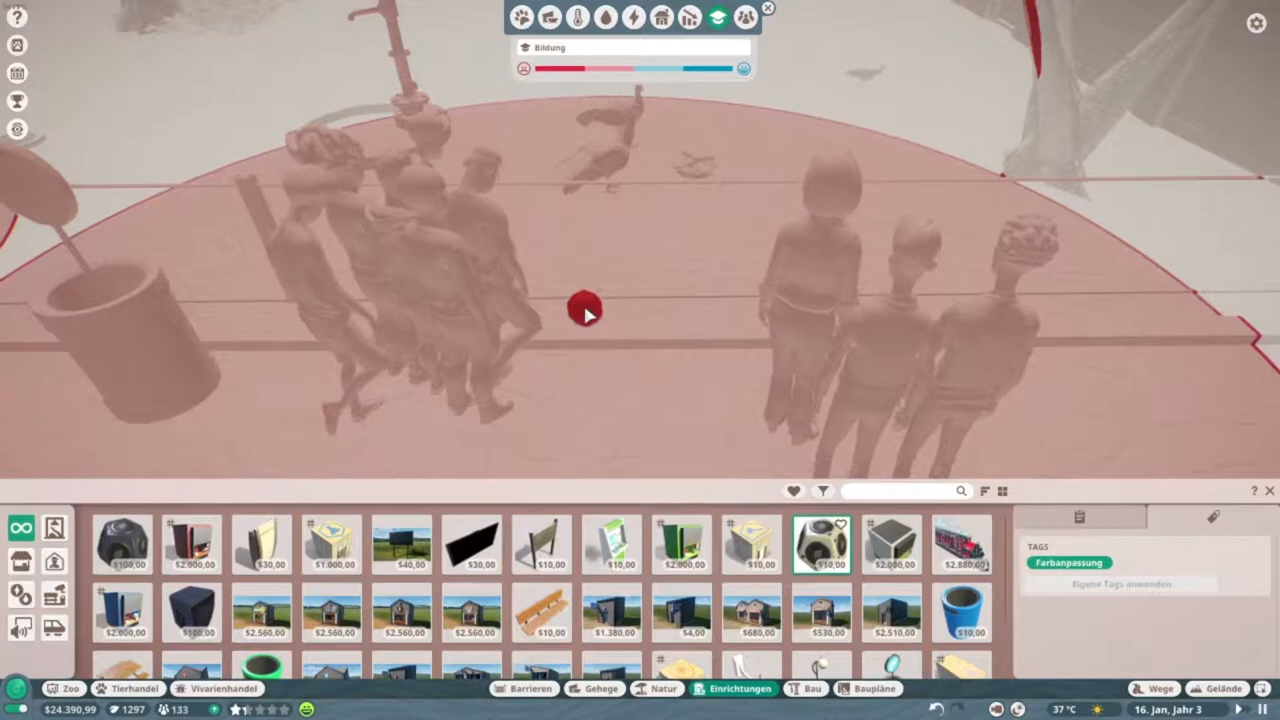 Bildung
$100,00 $2.000,00 $30,00 $1.000,00 $40,00 $30,00 $10,00 $10,00 $2.000,00 $10,00 $10,00 $2.000,00 $2.880,00
$2.000,00 $100,00 $2.560,00 $2.560,00 $2.560,00 $2.560,00 $10,00 $1.380,00 $4,00 $680,00 $530,00 $2.510,00 $10,00
TAGS
Farbanpassung
Eigene Tags anwenden
Zoo Tierhandel Vivarienhandel Barrieren Gehege Natur Einrichtungen Bau Baupläne Wege Gelände
$24.390,99 1297 133 37 °C 16. Jan, Jahr 3